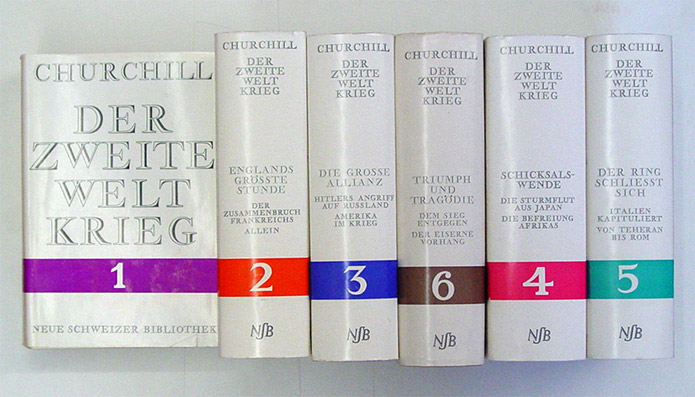 CHURCHILL
DER
ZWEITE
WELT
KRIEG
1
NEUE SCHWEIZER BIBLIOTHEK
CHURCHILL
DER
ZWEITE
WELT
KRIEG
ENGLANDS
GRÖSSTE
STUNDE
DER
ZUSAMMENBRUCH
FRANKREICHS
ALLEIN
2
NSB
CHURCHILL
DER
ZWEITE
WELT
KRIEG
DIE GROSSE
ALLIANZ
HITLERS ANGRIFF
AUF RUSSLAND
AMERIKA
IM KRIEG
3
NSB
CHURCHILL
DER
ZWEITE
WELT
KRIEG
TRIUMPH
UND
TRAGÖDIE
DEM SIEG
ENTGEGEN
DER EISERNE
VORHANG
6
NSB
CHURCHILL
DER
ZWEITE
WELT
KRIEG
SCHICKSALS-
WENDE
DIE STURMFLUT
AUS JAPAN
DIE BEFREIUNG
AFRIKAS
4
NSB
CHURCHILL
DER
ZWEITE
WELT
KRIEG
DER RING
SCHLIESST
SICH
ITALIEN
KAPITULIERT
VON TEHERAN
BIS ROM
5
NSB